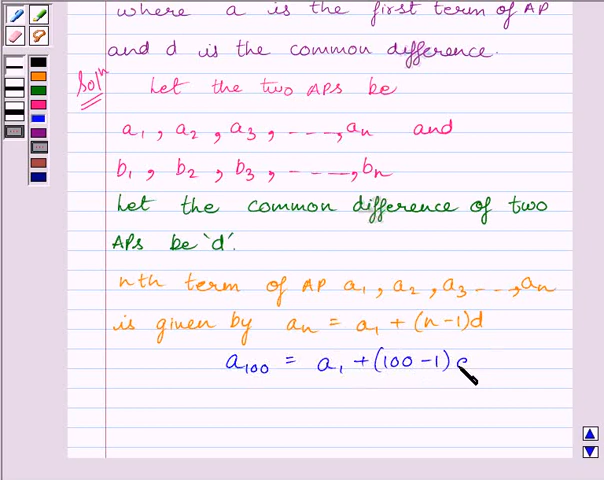 where a is the first term of AP
and d is the common difference.
Solⁿ Let the two APs be
a₁, a₂, a₃, -----, aₙ and
b₁, b₂, b₃, -----, bₙ
Let the common difference of two
APs be 'd'.
nth term of AP a₁, a₂, a₃ ---, aₙ
is given by aₙ = a₁ + (n-1)d
a₁₀₀ = a₁ + (100-1)